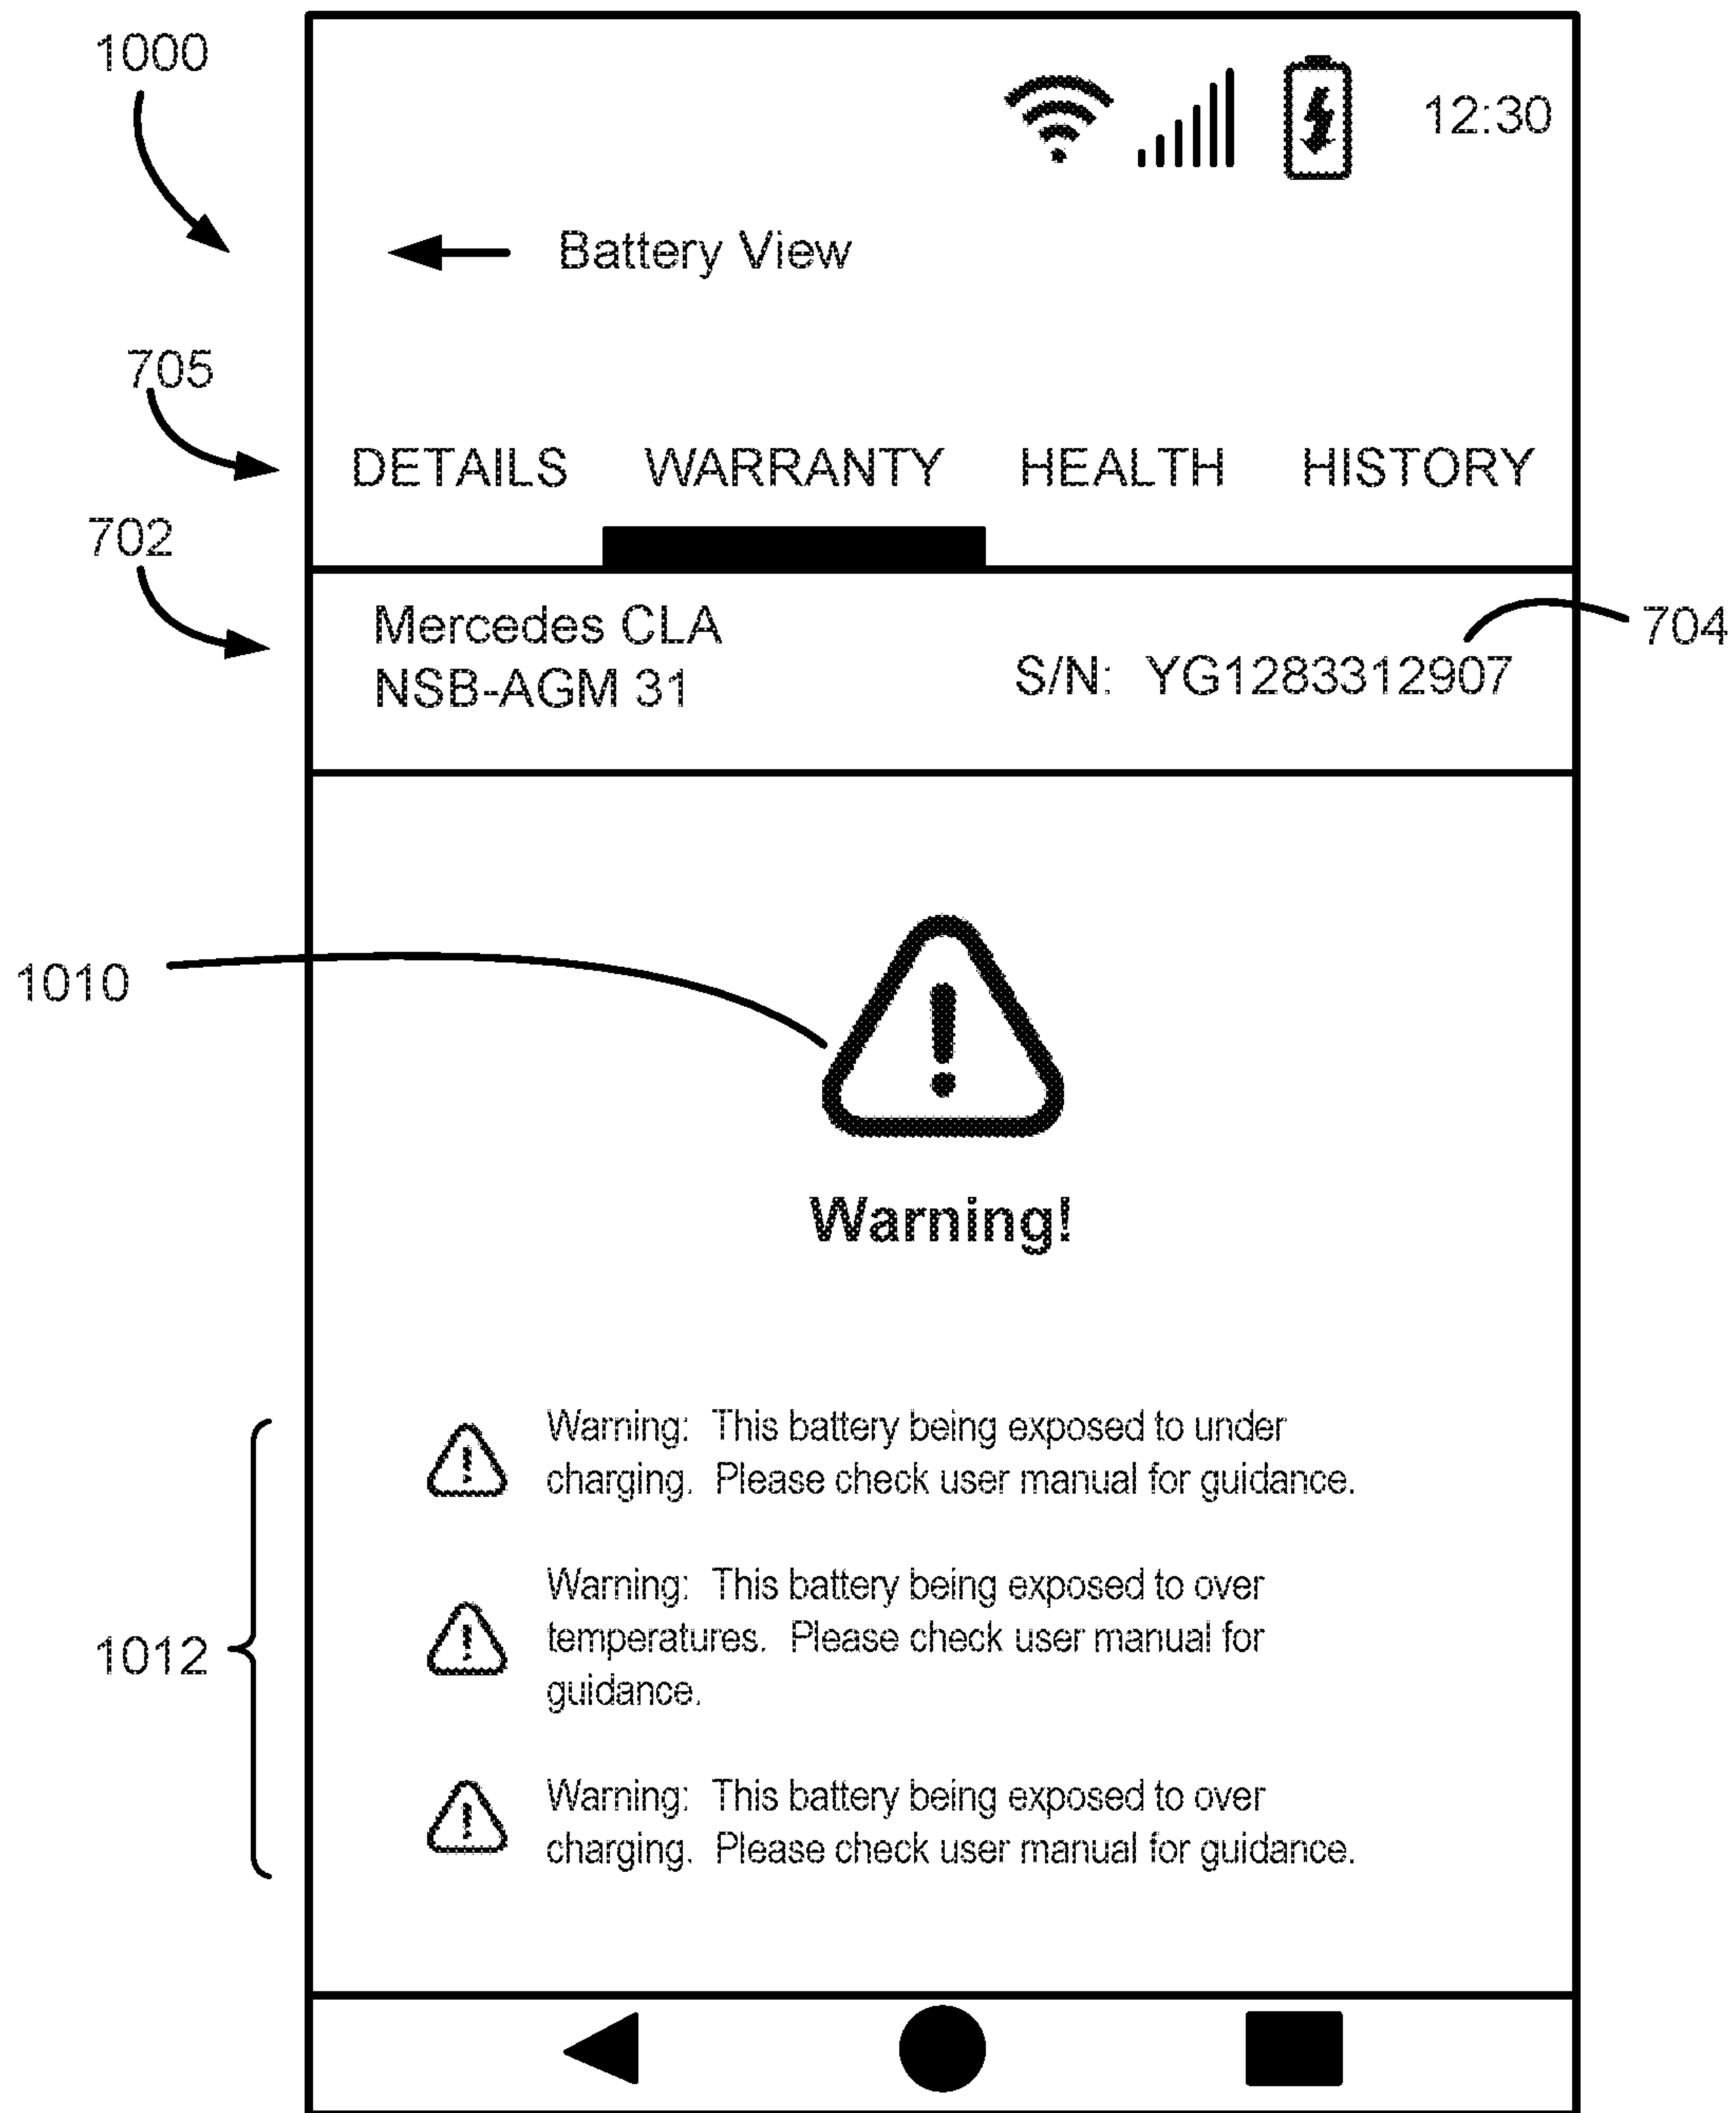 1000
12:30
Battery View
705
DETAILS WARRANTY HEALTH HISTORY
702
Mercedes CLA
NSB-AGM 31
S/N: YG1283312907
704
1010
Warning!
Warning: This battery being exposed to under
charging. Please check user manual for guidance.
Warning: This battery being exposed to over
temperatures. Please check user manual for
guidance.
1012
Warning: This battery being exposed to over
charging. Please check user manual for guidance.